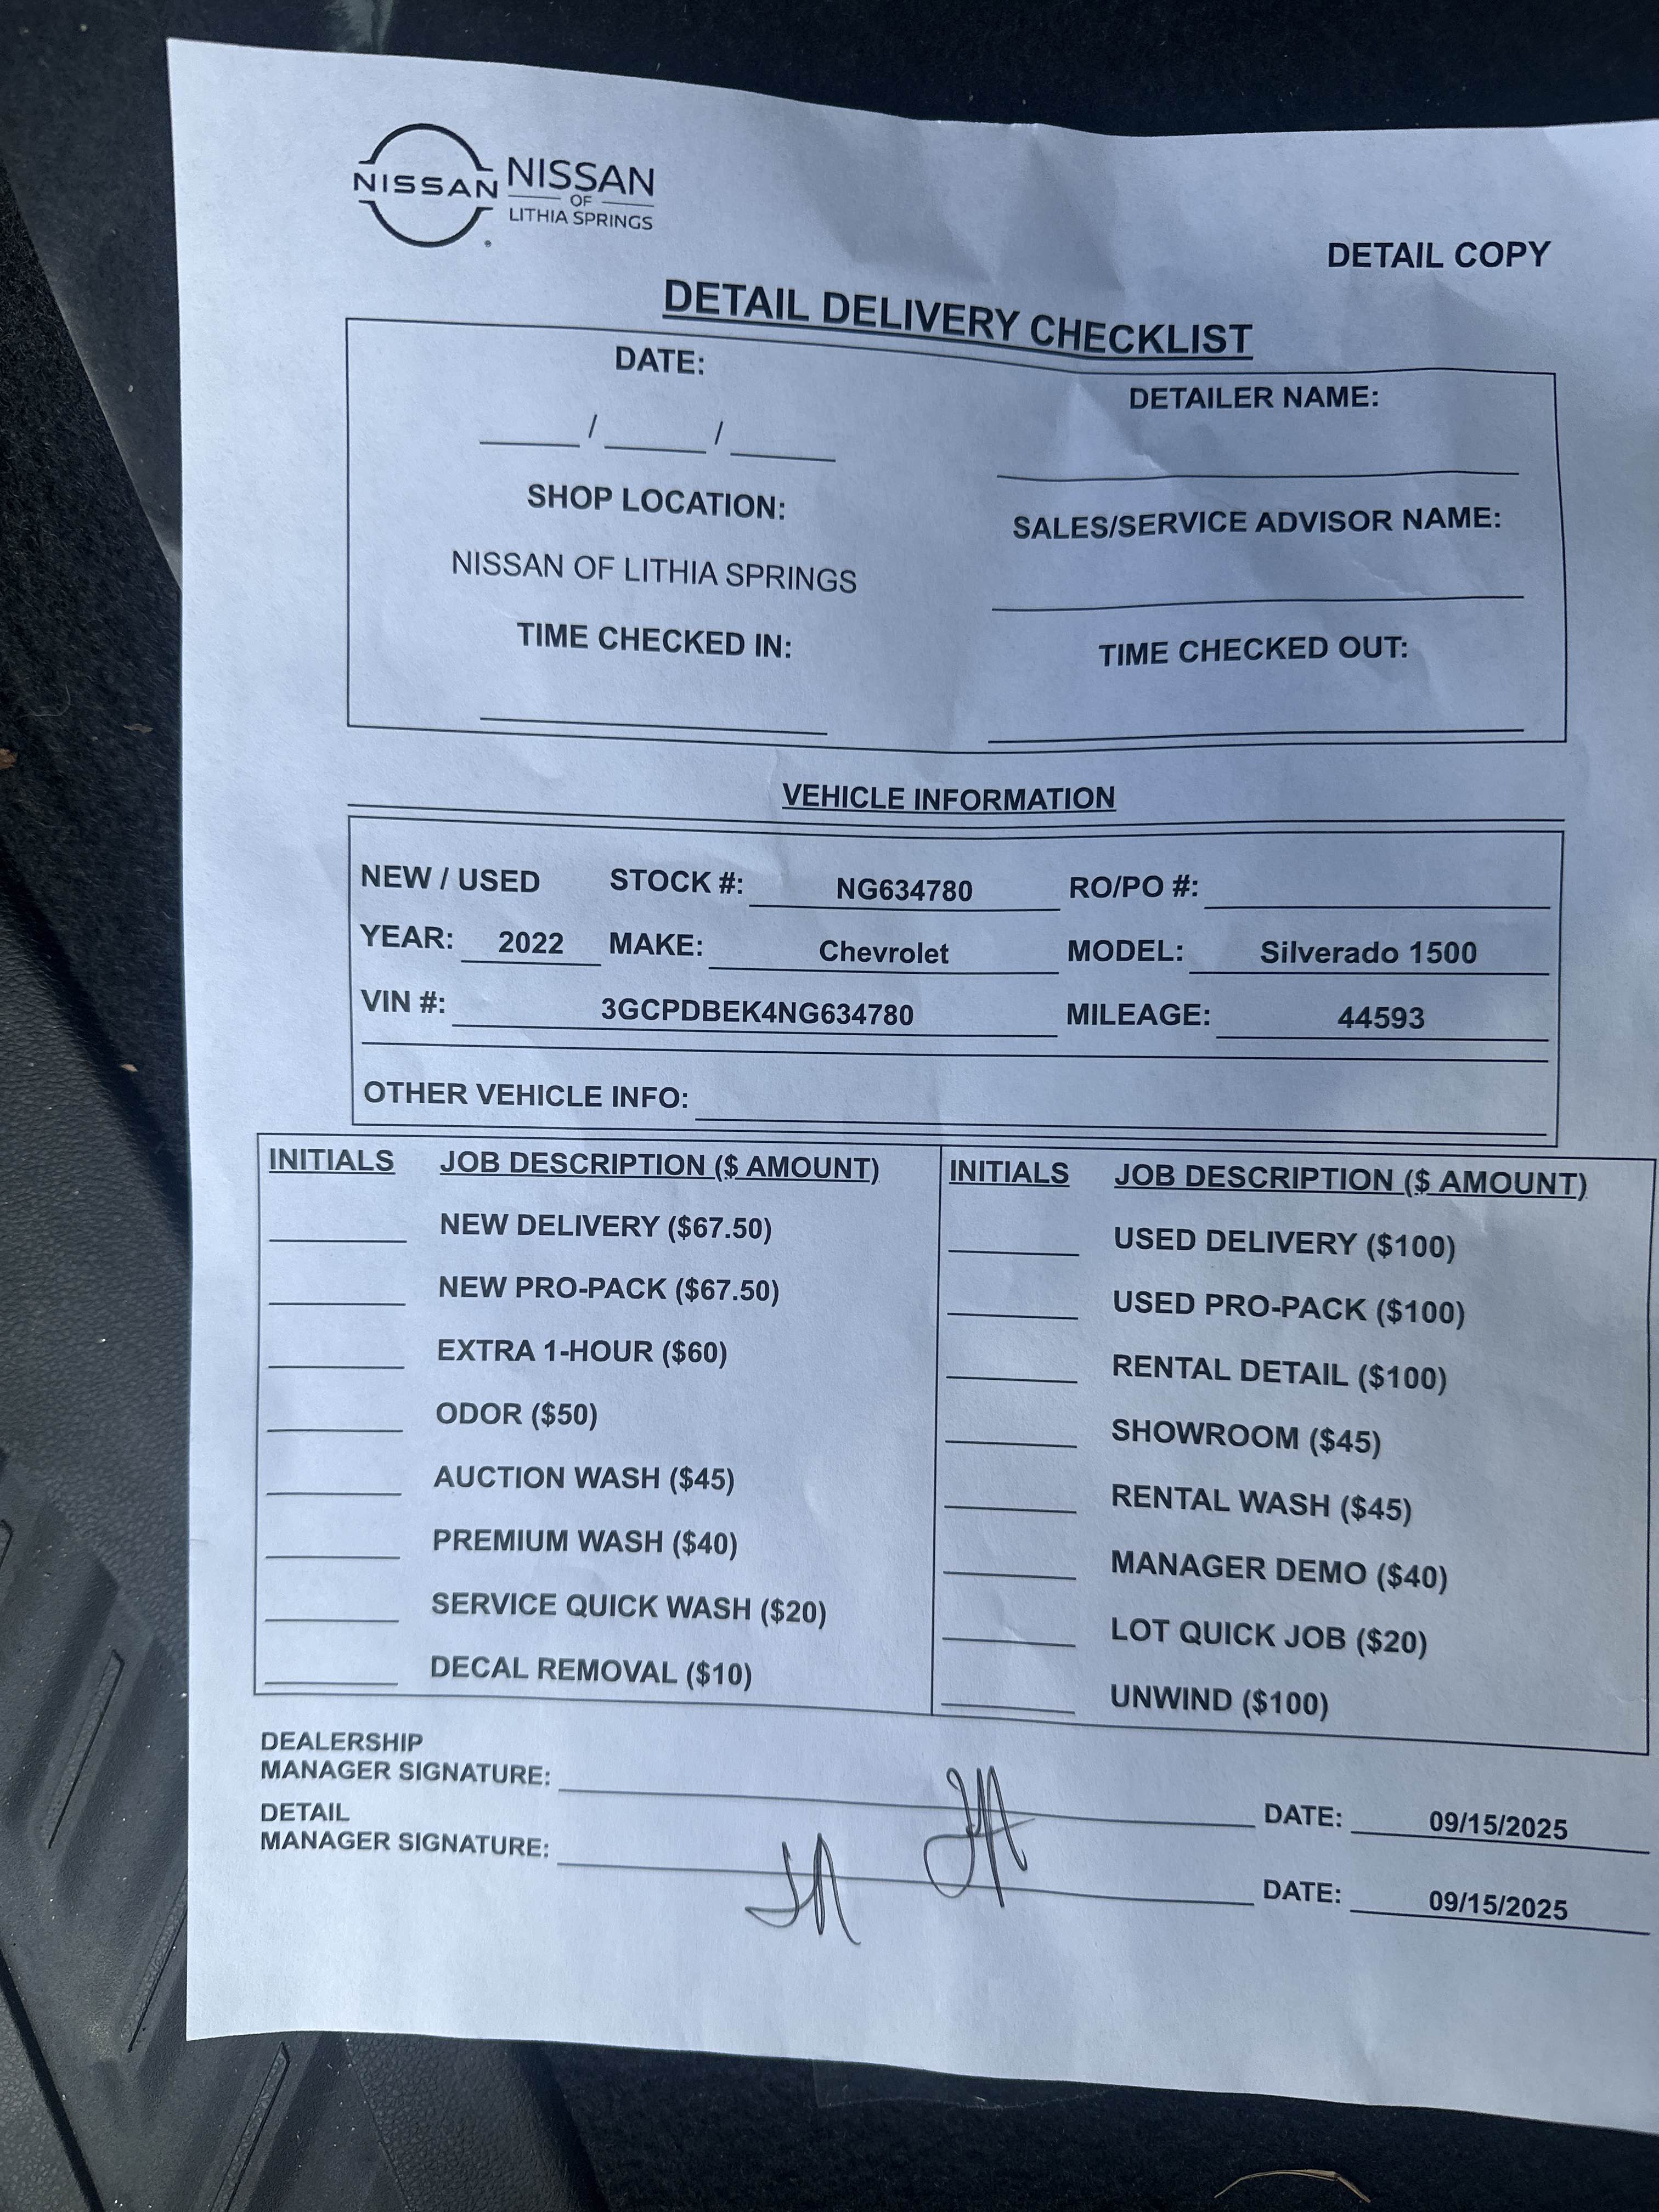 NISSAN NISSAN
OF
LITHIA SPRINGS
DETAIL COPY
DETAIL DELIVERY CHECKLIST
DATE:
DETAILER NAME:
/ /
SHOP LOCATION:
SALES/SERVICE ADVISOR NAME:
NISSAN OF LITHIA SPRINGS
TIME CHECKED IN:
TIME CHECKED OUT:
VEHICLE INFORMATION
NEW / USED STOCK #: NG634780 RO/PO #:
YEAR: 2022 MAKE: Chevrolet MODEL: Silverado 1500
VIN #: 3GCPDBEK4NG634780 MILEAGE: 44593
OTHER VEHICLE INFO:
INITIALS JOB DESCRIPTION ($ AMOUNT)
NEW DELIVERY ($67.50)
NEW PRO-PACK ($67.50)
EXTRA 1-HOUR ($60)
ODOR ($50)
AUCTION WASH ($45)
PREMIUM WASH ($40)
SERVICE QUICK WASH ($20)
DECAL REMOVAL ($10)
INITIALS JOB DESCRIPTION ($ AMOUNT)
USED DELIVERY ($100)
USED PRO-PACK ($100)
RENTAL DETAIL ($100)
SHOWROOM ($45)
RENTAL WASH ($45)
MANAGER DEMO ($40)
LOT QUICK JOB ($20)
UNWIND ($100)
DEALERSHIP
MANAGER SIGNATURE: DATE: 09/15/2025
DETAIL
MANAGER SIGNATURE: DATE: 09/15/2025